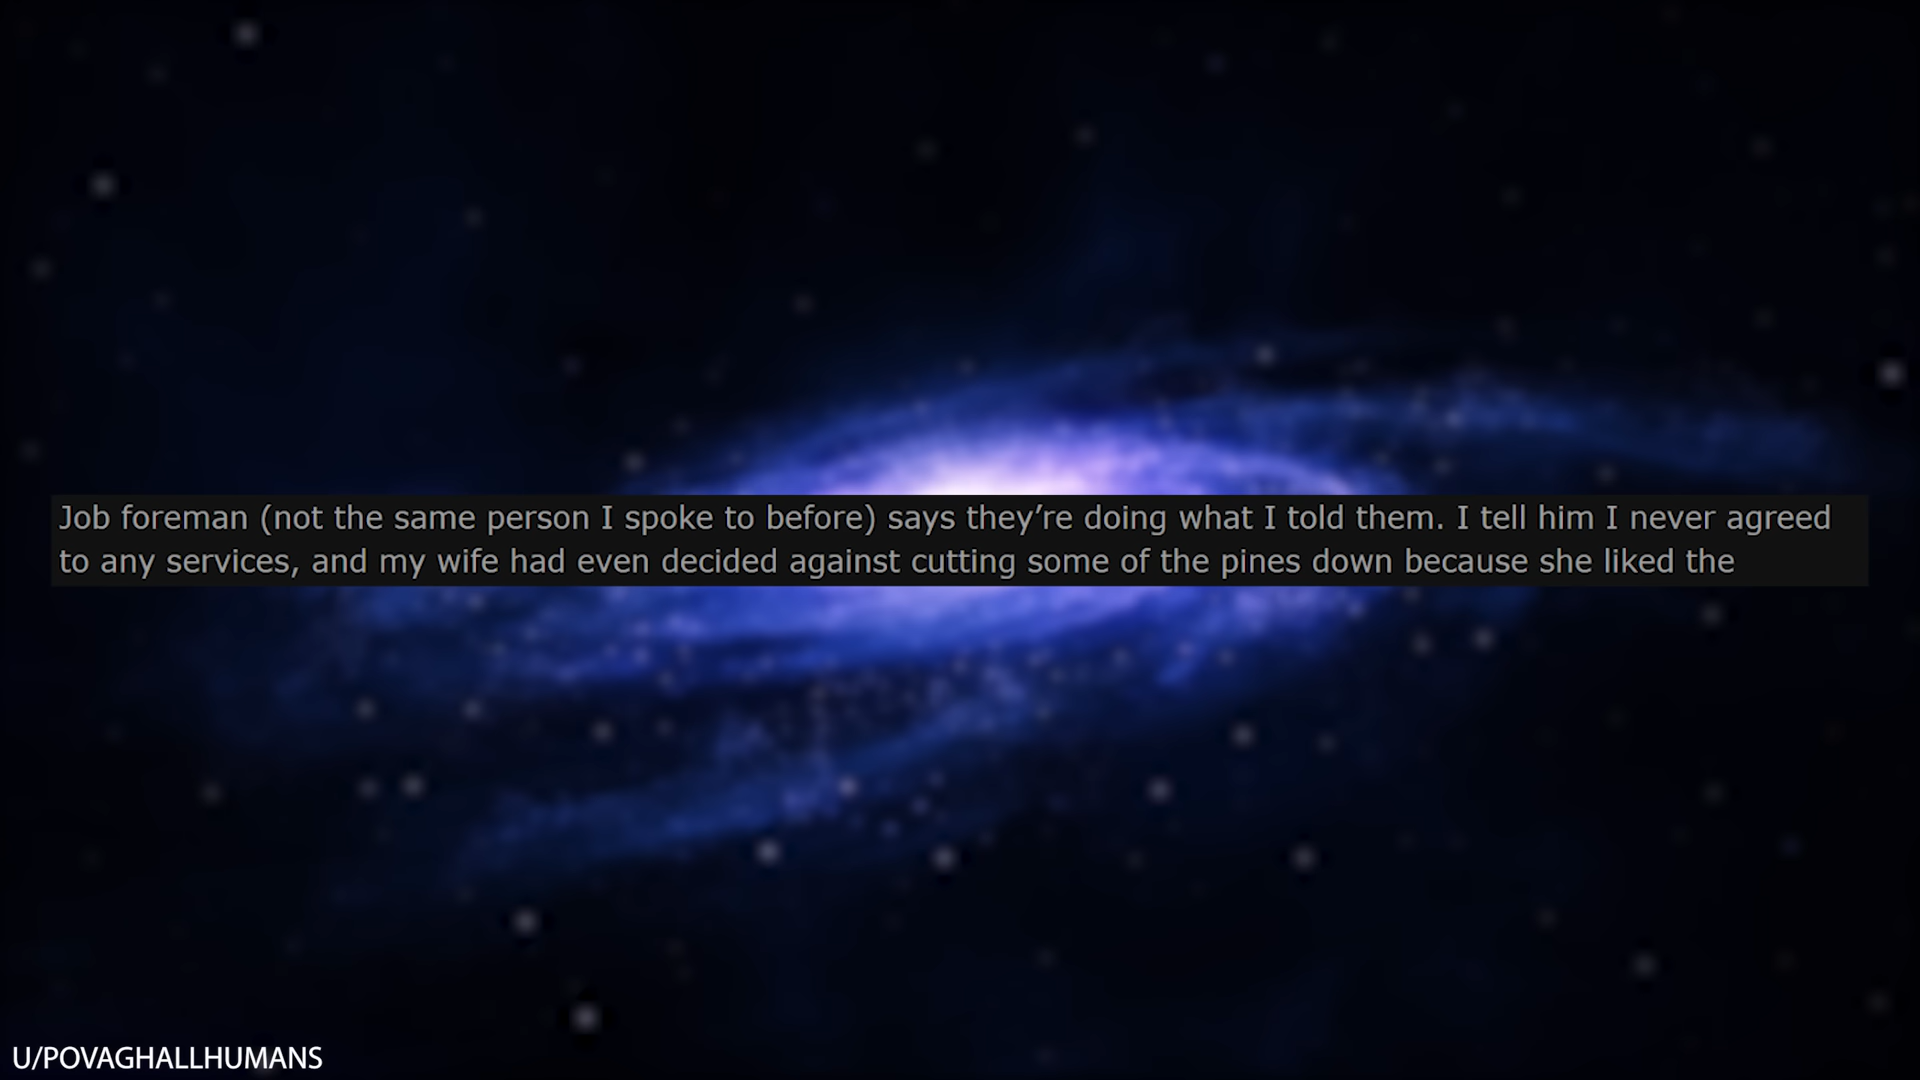 Job foreman (not the same person I spoke to before) says they’re doing what I told them. I tell him I never agreed
to any services, and my wife had even decided against cutting some of the pines down because she liked the
U/POVAGHALLHUMANS